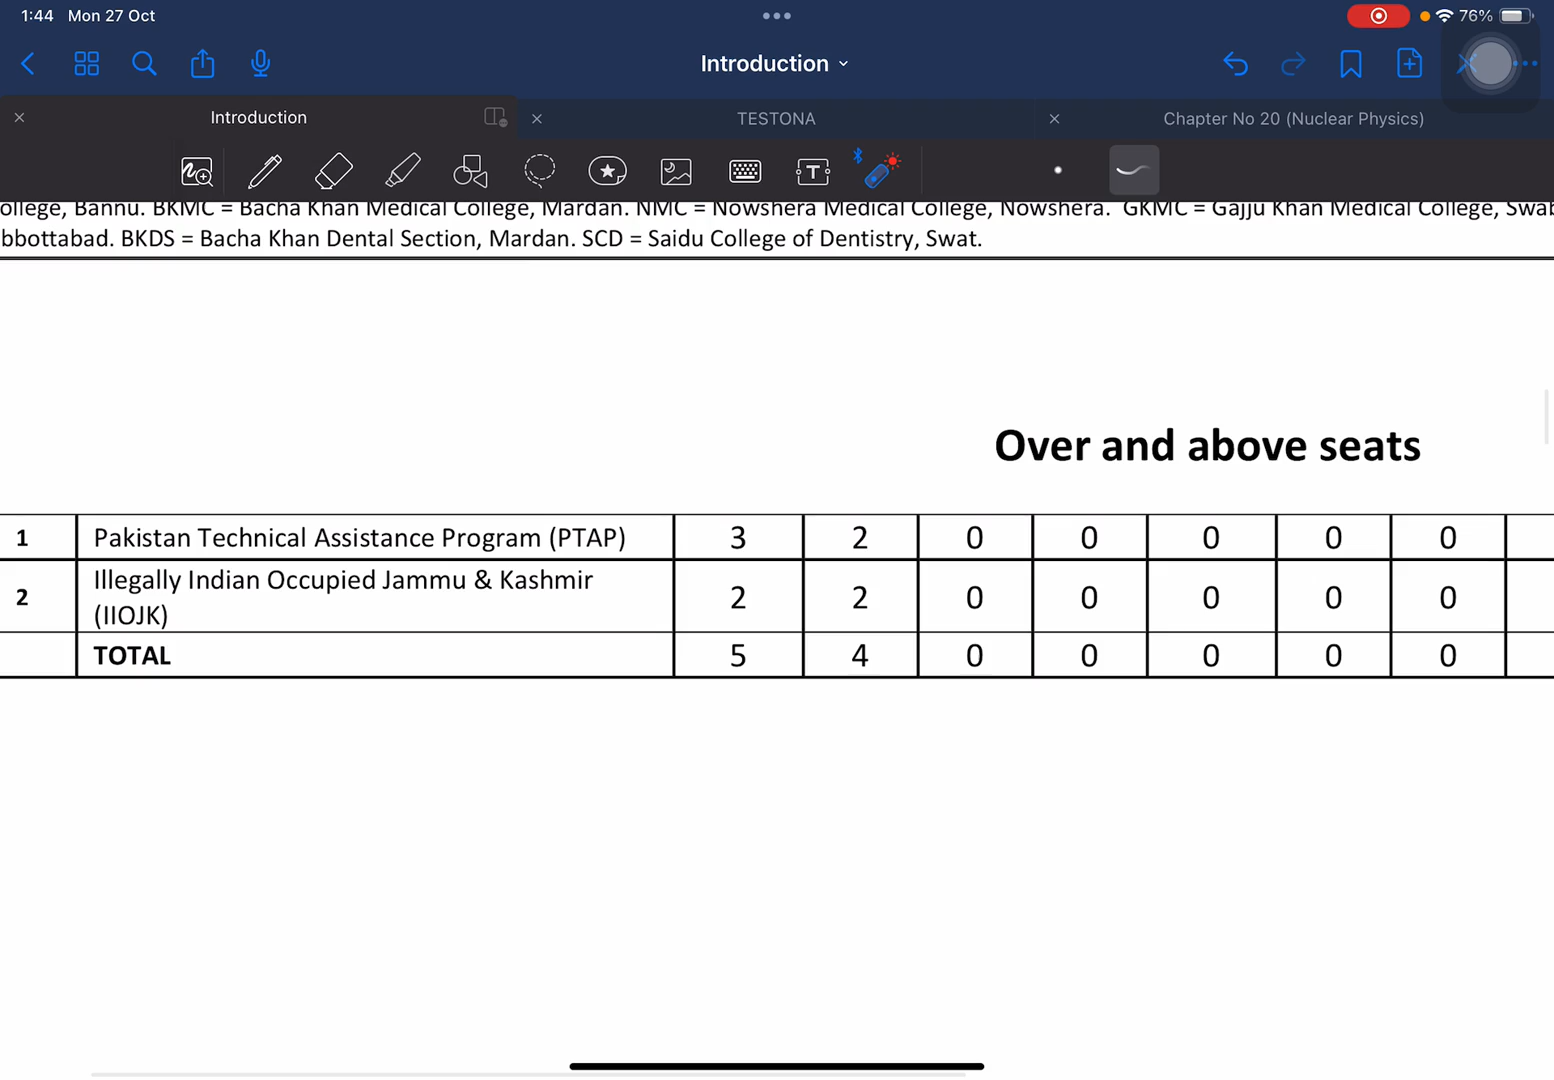 1:44 Mon 27 Oct
76%
Introduction
Introduction
TESTONA
Chapter No 20 (Nuclear Physics)
T
ollege, Bannu. BKMC = Bacha Khan Medical College, Mardan. NMC = Nowshera Medical College, Nowshera. GKMC = Gajju Khan Medical College, Swab
bbottabad. BKDS = Bacha Khan Dental Section, Mardan. SCD = Saidu College of Dentistry, Swat.
Over and above seats
1 Pakistan Technical Assistance Program (PTAP) 3 2 0 0 0 0 0
2 Illegally Indian Occupied Jammu & Kashmir
(IIOJK) 2 2 0 0 0 0 0
TOTAL 5 4 0 0 0 0 0